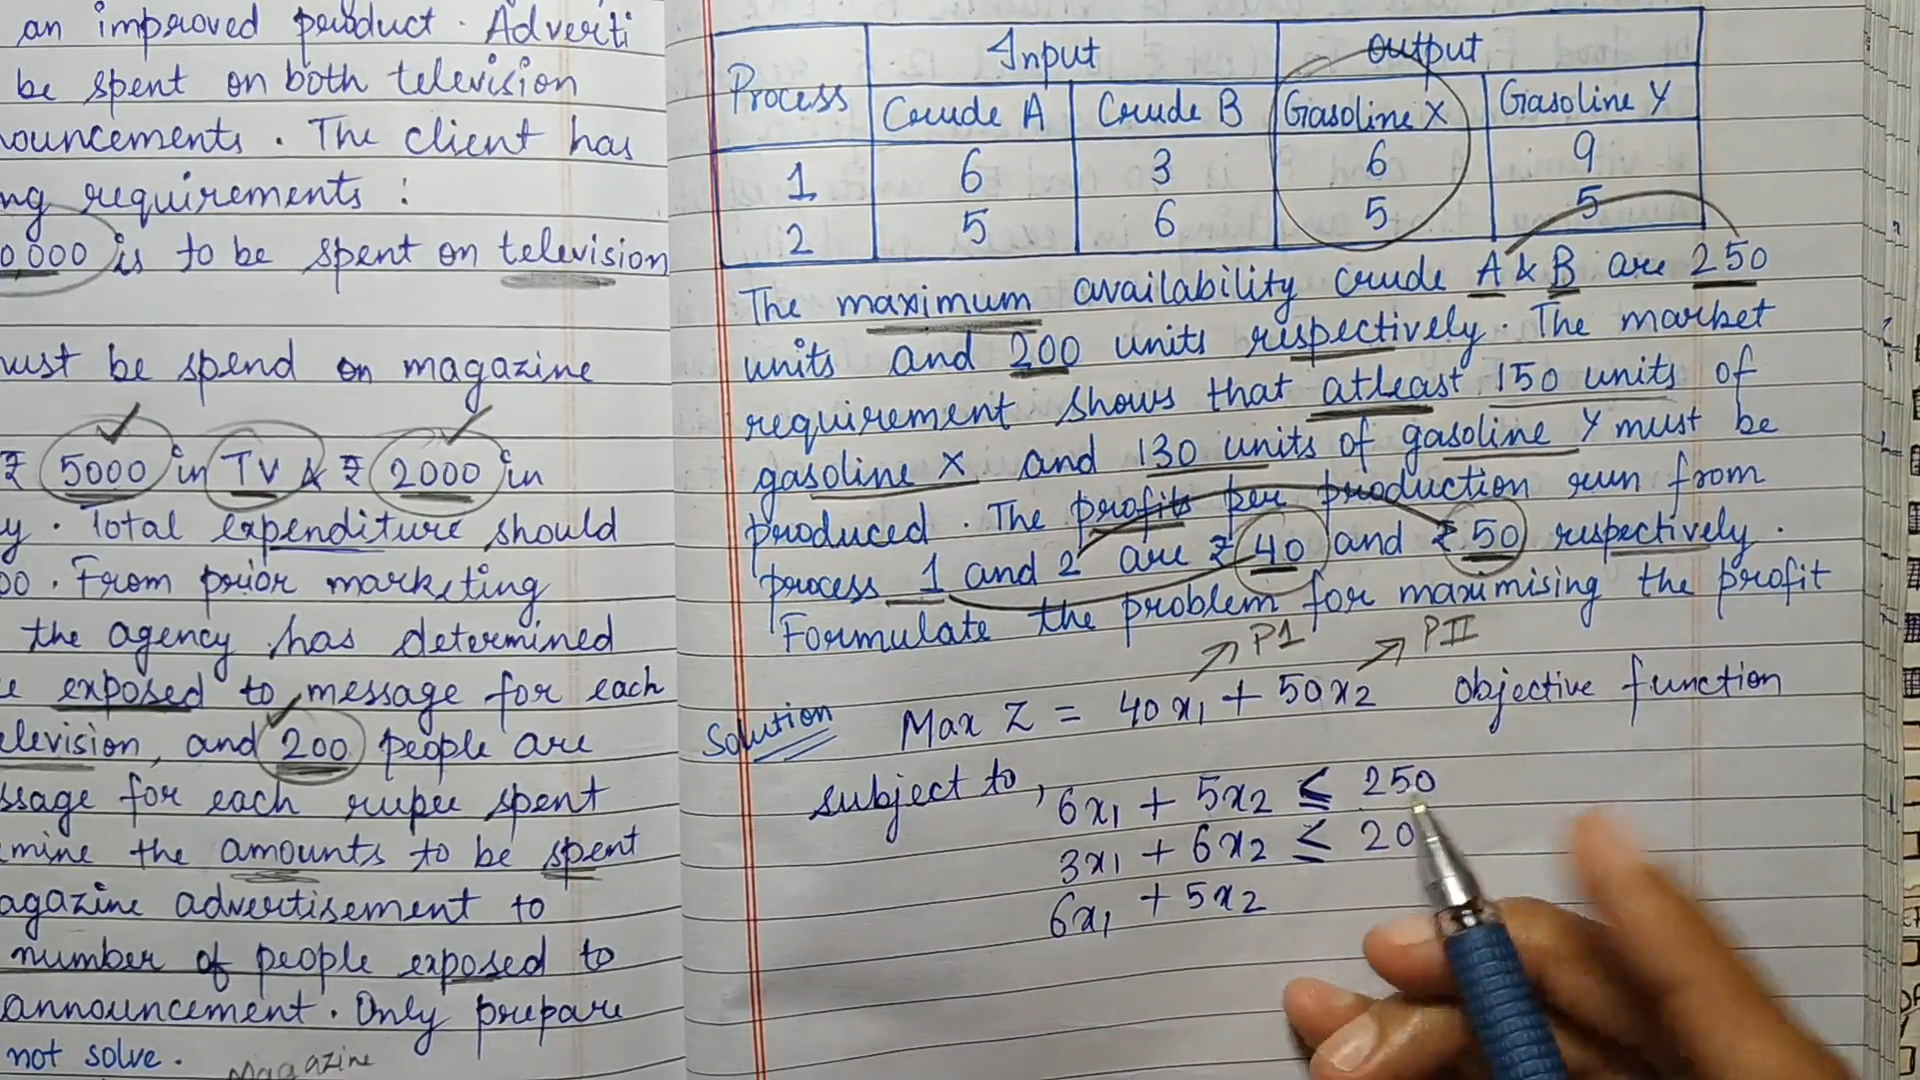 an improved product. Adverti
be spent on both television
nouncements. The client has
ng requirements:
0000 is to be spent on television
must be spend on magazine
₹ 5000 in TV & ₹ 2000 in
y. Total expenditure should
00. From prior marketing
the agency has determined
exposed to message for each
elevision, and 200 people are
ssage for each rupee spent
mine the amounts to be spent
agazine advertisement to
number of people exposed to
announcement. Only prepare
not solve.
Magazine
Process Input Output
Crude A Crude B Gasoline X Gasoline Y
1 6 3 6 9
2 5 6 5 5
The maximum availability crude A & B are 250
units and 200 units respectively. The market
requirement shows that atleast 150 units of
gasoline X and 130 units of gasoline Y must be
produced. The profits per production run from
process 1 and 2 are ₹ 40 and ₹ 50 respectively.
Formulate the problem for maximising the profit
PI PII
Solution Max Z = 40x1 + 50x2 Objective function
subject to, 6x1 + 5x2 ≤ 250
3x1 + 6x2 ≤ 20
6x1 + 5x2